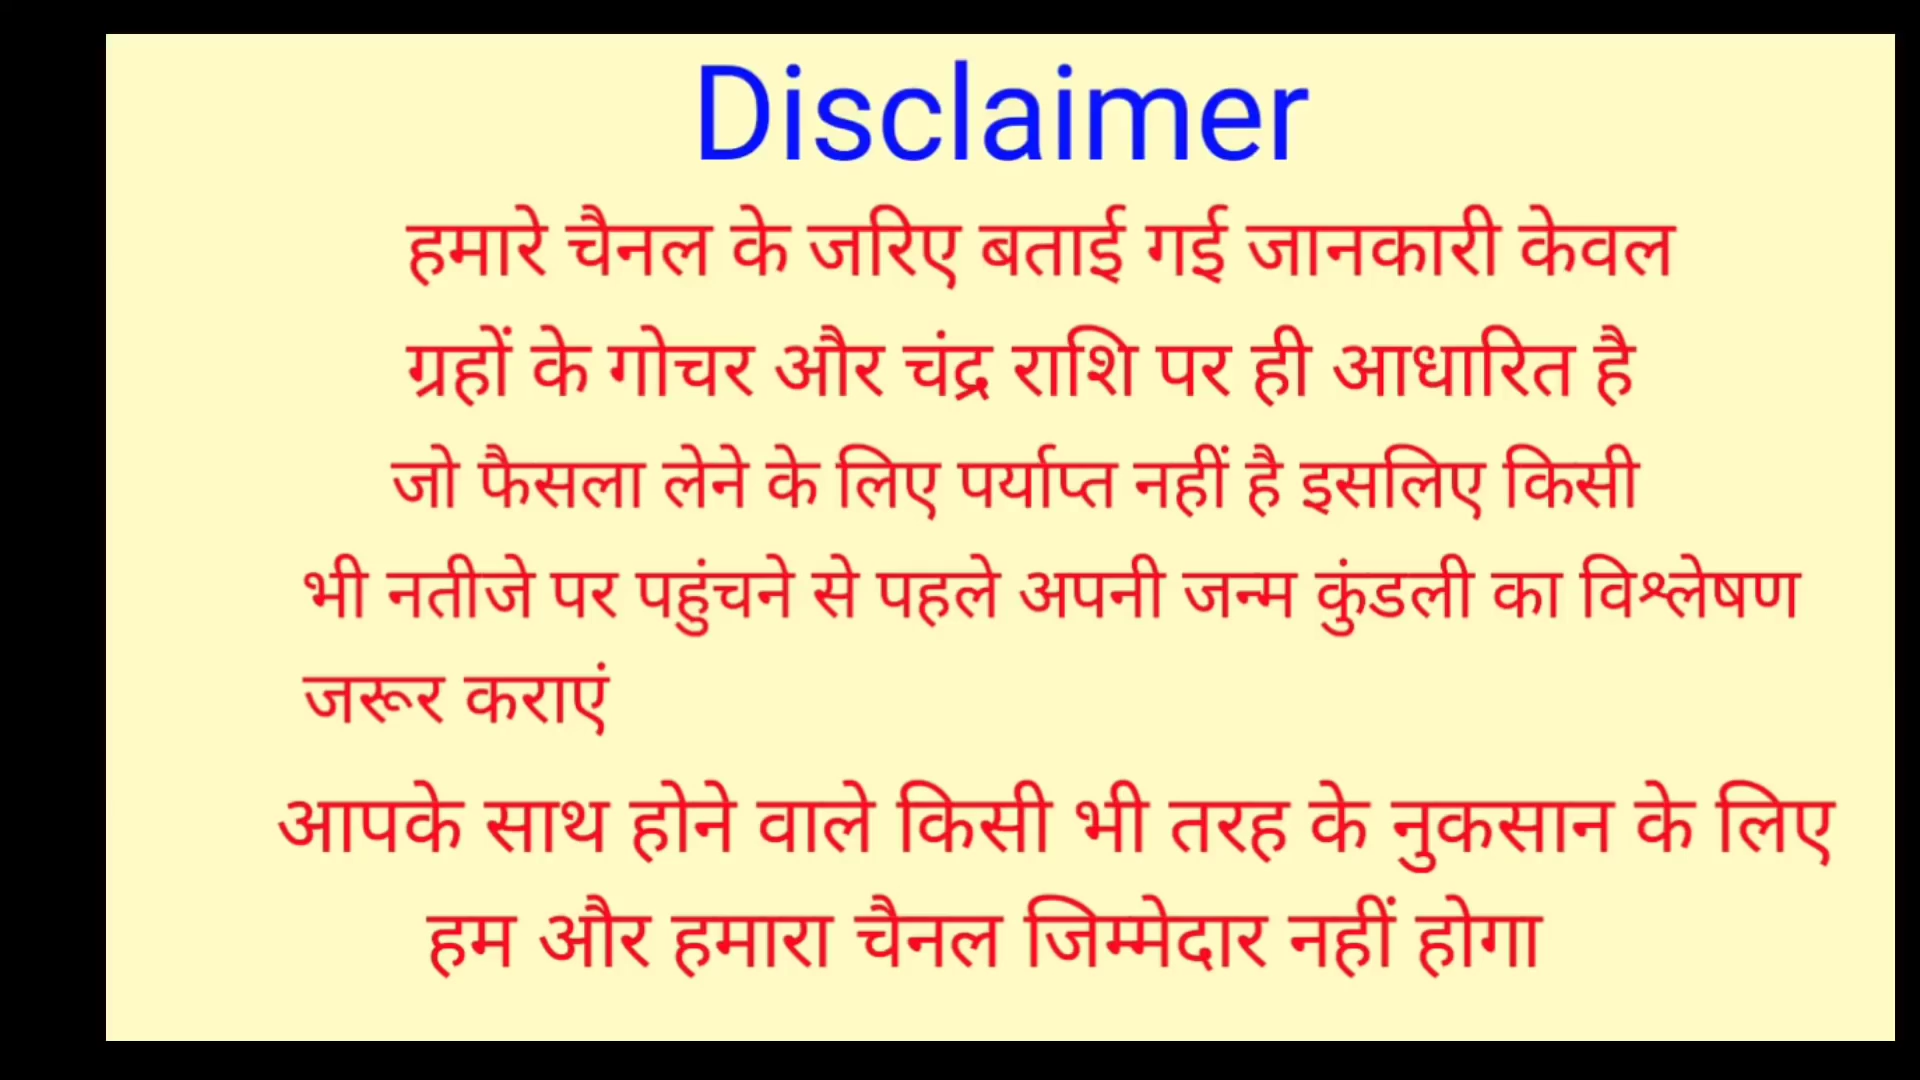 Disclaimer
हमारे चैनल के जरिए बताई गई जानकारी केवल
ग्रहों के गोचर और चंद्र राशि पर ही आधारित है
जो फैसला लेने के लिए पर्याप्त नहीं है इसलिए किसी
भी नतीजे पर पहुंचने से पहले अपनी जन्म कुंडली का विश्लेषण
जरूर कराएं
आपके साथ होने वाले किसी भी तरह के नुकसान के लिए
हम और हमारा चैनल जिम्मेदार नहीं होगा